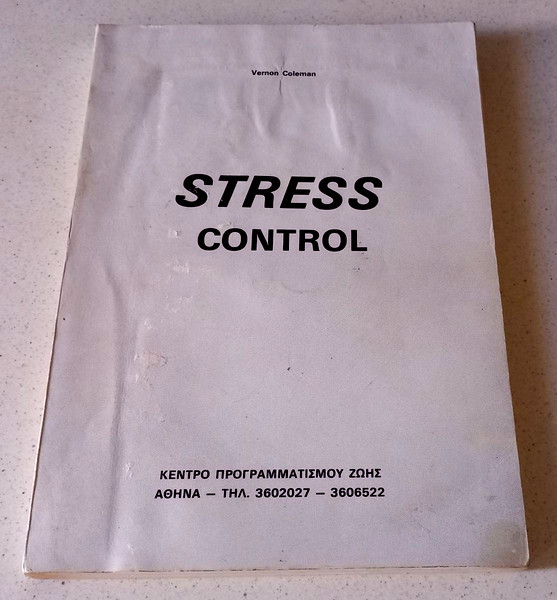 Vernon Coleman
STRESS
CONTROL
ΚΕΝΤΡΟ ΠΡΟΓΡΑΜΜΑΤΙΣΜΟΥ ΖΩΗΣ
ΑΘΗΝΑ – ΤΗΛ. 3602027 – 3606522